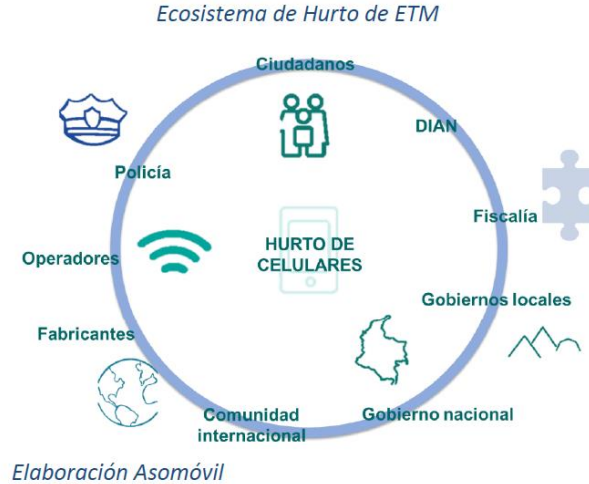 Ecosistema de Hurto de ETM
Ciudadanos
DIAN
Policía
Fiscalía
HURTO DE
CELULARES
Operadores
Gobiernos locales
Fabricantes
Comunidad
internacional
Gobierno nacional
Elaboración Asomóvil